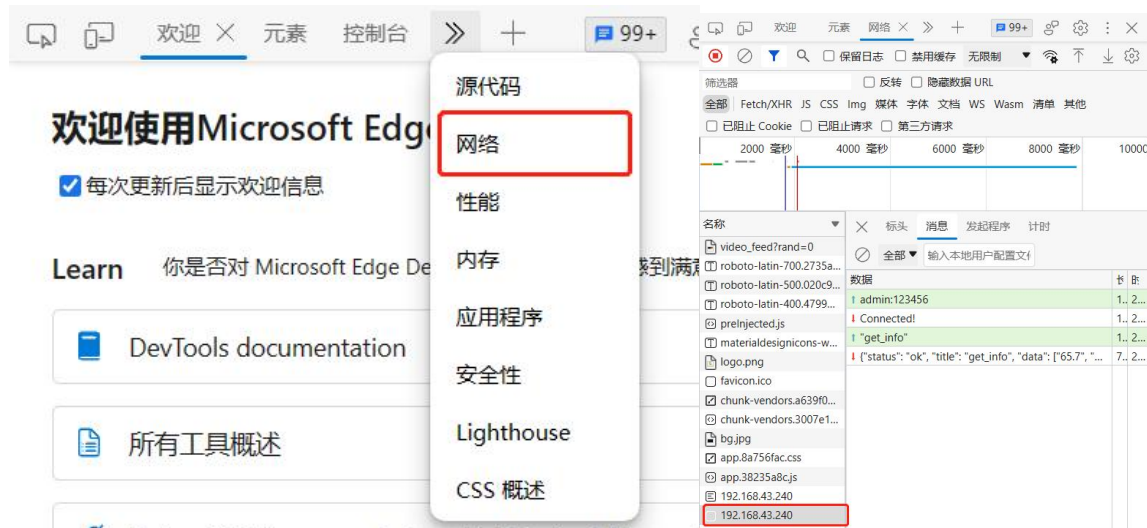 欢迎
元素
控制台
99+
源代码
网络
性能
内存
应用程序
安全性
Lighthouse
CSS 概述
欢迎使用Microsoft Edg
每次更新后显示欢迎信息
Learn 你是否对 Microsoft Edge De
DevTools documentation
所有工具概述
欢迎 元素 网络 99+
保留日志 禁用缓存 无限制
筛选器 反转 隐藏数据 URL
全部 Fetch/XHR JS CSS Img 媒体 字体 文档 WS Wasm 清单 其他
已阻止 Cookie 已阻止请求 第三方请求
2000 毫秒 4000 毫秒 6000 毫秒 8000 毫秒 10000
名称
video_feed?rand=0
roboto-latin-700.2735a...
roboto-latin-500.020c9...
roboto-latin-400.4799...
preInjected.js
materialdesignicons-w...
logo.png
favicon.ico
chunk-vendors.a639f0...
chunk-vendors.3007e1...
bg.jpg
app.8a756fac.css
app.38235a8c.js
192.168.43.240
192.168.43.240
标头 消息 发起程序 计时
全部 输入本地用户配置文件
数据
admin:123456 1.. 2...
Connected! 1.. 2...
"get_info" 1.. 2...
{"status": "ok", "title": "get_info", "data": ["65.7", "... 7.. 2...